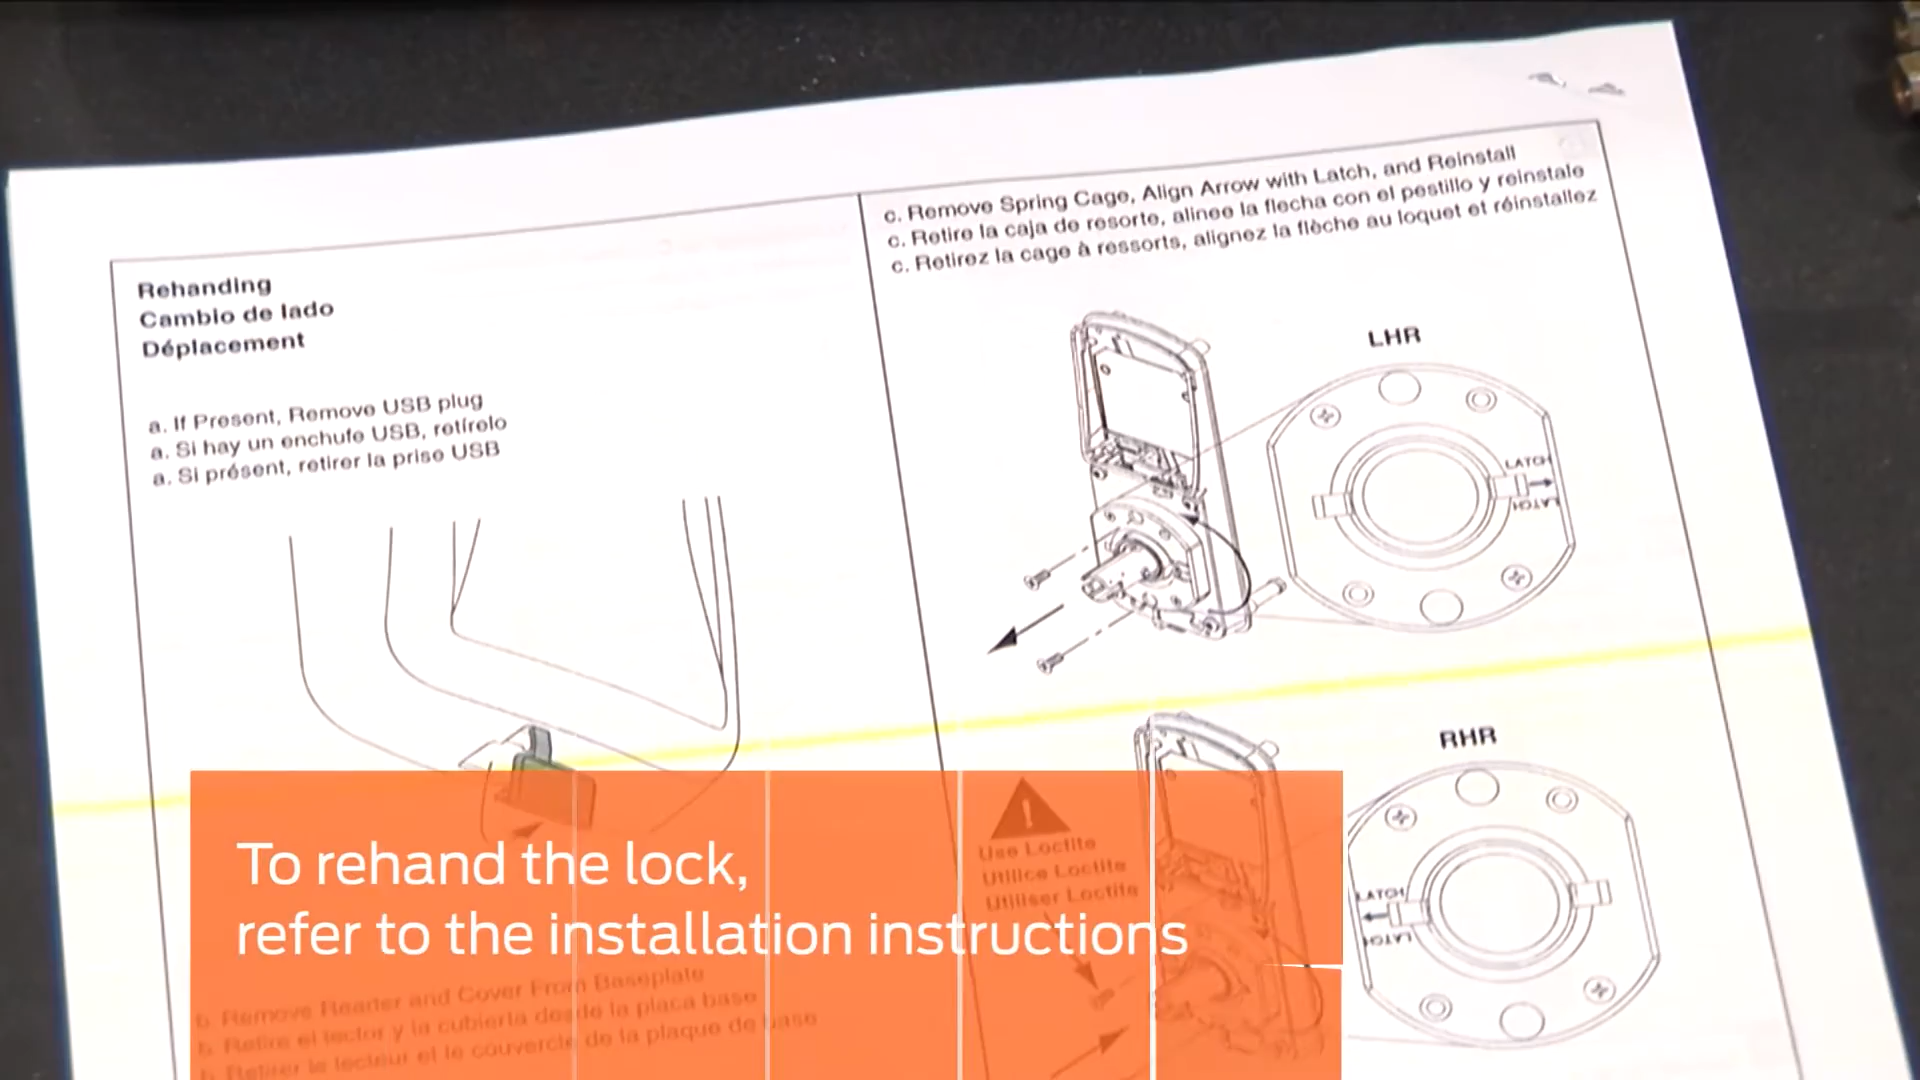 Rehanding
Cambio de lado
Déplacement
a. If Present, Remove USB plug
a. Si hay un enchufe USB, retírelo
a. Si présent, retirer la prise USB
b. Remove Reader and Cover From Baseplate
b. Retire el lector y la cubierta desde la placa base
b. Retirer le lecteur et le couvercle de la plaque de base
c. Remove Spring Cage, Align Arrow with Latch, and Reinstall
c. Retire la caja de resorte, alinee la flecha con el pestillo y reinstale
c. Retirez la cage à ressorts, alignez la flèche au loquet et réinstallez
LHR
LATCH
LATCH
RHR
LATCH
LATCH
Use Loctite
Utilice Loctite
Utiliser Loctite
To rehand the lock,
refer to the installation instructions